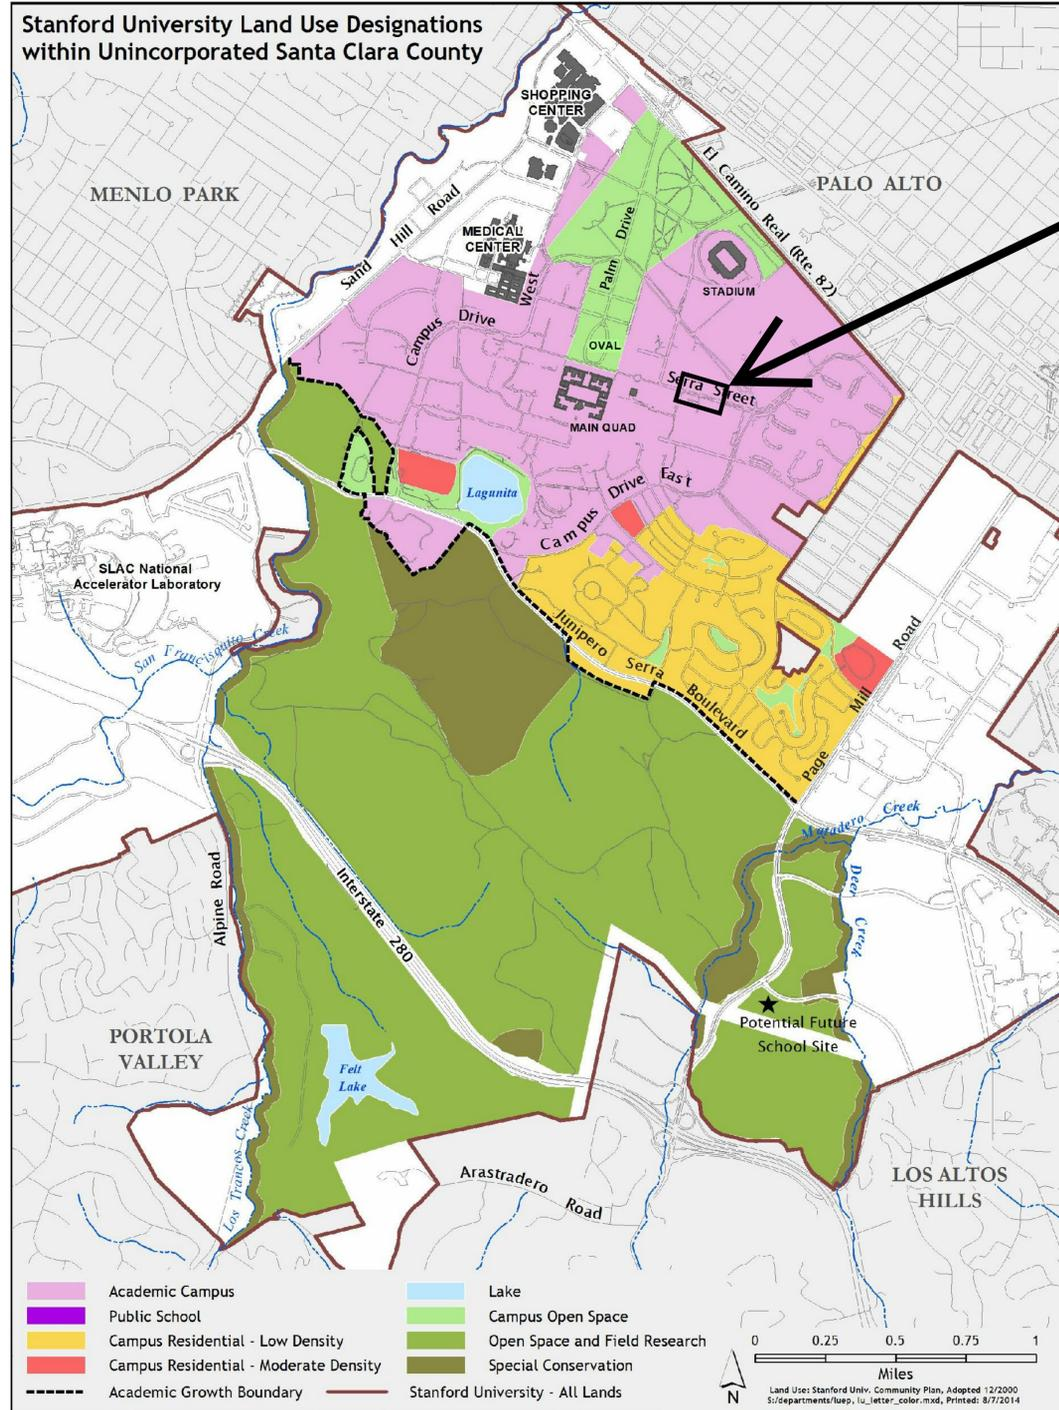 Stanford University Land Use Designations
within Unincorporated Santa Clara County
SHOPPING
CENTER
MENLO PARK
PALO ALTO
El Camino Real (Rte. 82)
Sand Hill Road
MEDICAL
CENTER
Palm Drive
STADIUM
Campus Drive West
OVAL
Serra Street
MAIN QUAD
Lagunita
Campus Drive East
SLAC National
Accelerator Laboratory
San Francisquito Creek
Junipero Serra Boulevard
Page Mill Road
Matadero Creek
Deer Creek
Alpine Road
Interstate 280
Potential Future
School Site
PORTOLA
VALLEY
Felt
Lake
Los Trancos Creek
Arastradero Road
LOS ALTOS
HILLS
Academic Campus
Public School
Campus Residential - Low Density
Campus Residential - Moderate Density
Academic Growth Boundary
Lake
Campus Open Space
Open Space and Field Research
Special Conservation
Stanford University - All Lands
N
0 0.25 0.5 0.75 1
Miles
Land Use: Stanford Univ. Community Plan, Adopted 12/2000
S:/departments/luep, lu_letter_color.mxd, Printed: 8/7/2014